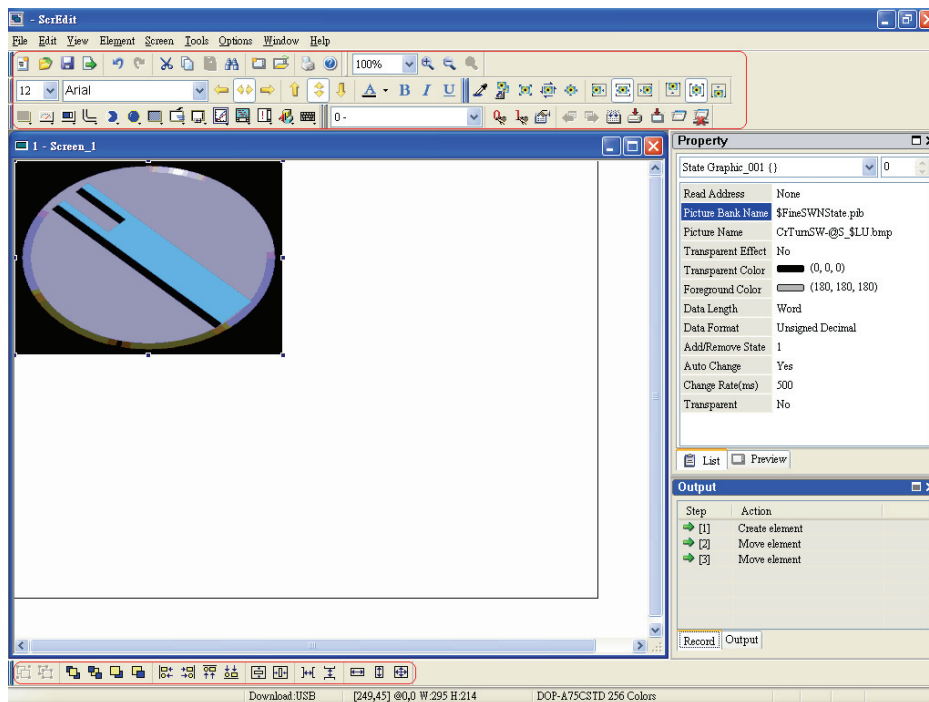 - ScrEdit
File Edit View Element Screen Tools Options Window Help
100%
12 Arial A B I U
0 -
1 - Screen_1
Property
State Graphic_001 {} 0
Read Address None
Picture Bank Name $FineSWNState.pib
Picture Name CrTurnSW-@S_$LU.bmp
Transparent Effect No
Transparent Color (0, 0, 0)
Foreground Color (180, 180, 180)
Data Length Word
Data Format Unsigned Decimal
Add/Remove State 1
Auto Change Yes
Change Rate(ms) 500
Transparent No
List Preview
Output
Step Action
[1] Create element
[2] Move element
[3] Move element
Record Output
Download:USB [249,45] @0,0 W:295 H:214 DOP-A75CSTD 256 Colors